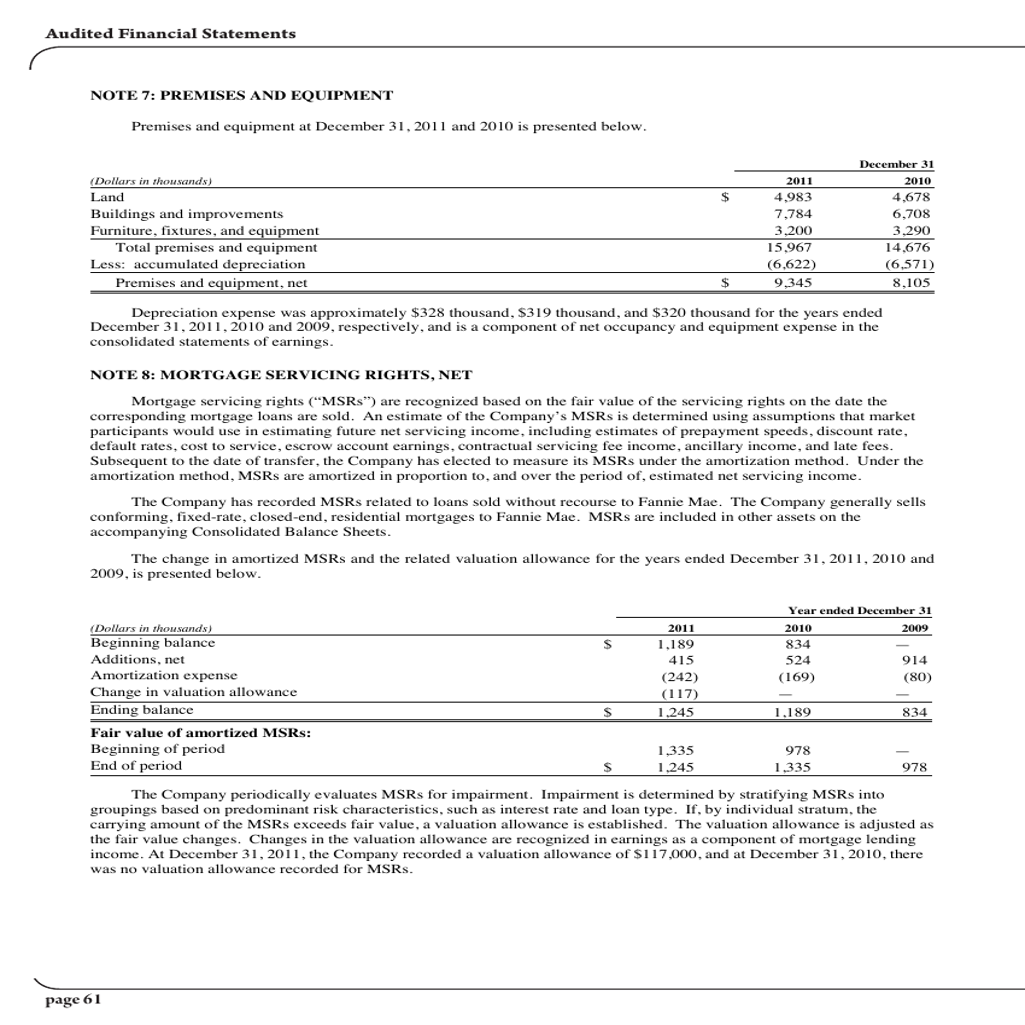 Audited Financial Statements
NOTE 7: PREMISES AND EQUIPMENT
Premises and equipment at December 31, 2011 and 2010 is presented below.
December 31
(Dollars in thousands) 2011 2010
Land $ 4,983 4,678
Buildings and improvements 7,784 6,708
Furniture, fixtures, and equipment 3,200 3,290
Total premises and equipment 15,967 14,676
Less: accumulated depreciation (6,622) (6,571)
Premises and equipment, net $ 9,345 8,105
Depreciation expense was approximately $328 thousand, $319 thousand, and $320 thousand for the years ended
December 31, 2011, 2010 and 2009, respectively, and is a component of net occupancy and equipment expense in the
consolidated statements of earnings.
NOTE 8: MORTGAGE SERVICING RIGHTS, NET
Mortgage servicing rights (“MSRs”) are recognized based on the fair value of the servicing rights on the date the
corresponding mortgage loans are sold. An estimate of the Company’s MSRs is determined using assumptions that market
participants would use in estimating future net servicing income, including estimates of prepayment speeds, discount rate,
default rates, cost to service, escrow account earnings, contractual servicing fee income, ancillary income, and late fees.
Subsequent to the date of transfer, the Company has elected to measure its MSRs under the amortization method. Under the
amortization method, MSRs are amortized in proportion to, and over the period of, estimated net servicing income.
The Company has recorded MSRs related to loans sold without recourse to Fannie Mae. The Company generally sells
conforming, fixed-rate, closed-end, residential mortgages to Fannie Mae. MSRs are included in other assets on the
accompanying Consolidated Balance Sheets.
The change in amortized MSRs and the related valuation allowance for the years ended December 31, 2011, 2010 and
2009, is presented below.
Year ended December 31
(Dollars in thousands) 2011 2010 2009
Beginning balance $ 1,189 834 —
Additions, net 415 524 914
Amortization expense (242) (169) (80)
Change in valuation allowance (117) — —
Ending balance $ 1,245 1,189 834
Fair value of amortized MSRs:
Beginning of period 1,335 978 —
End of period $ 1,245 1,335 978
The Company periodically evaluates MSRs for impairment. Impairment is determined by stratifying MSRs into
groupings based on predominant risk characteristics, such as interest rate and loan type. If, by individual stratum, the
carrying amount of the MSRs exceeds fair value, a valuation allowance is established. The valuation allowance is adjusted as
the fair value changes. Changes in the valuation allowance are recognized in earnings as a component of mortgage lending
income. At December 31, 2011, the Company recorded a valuation allowance of $117,000, and at December 31, 2010, there
was no valuation allowance recorded for MSRs.
page 61